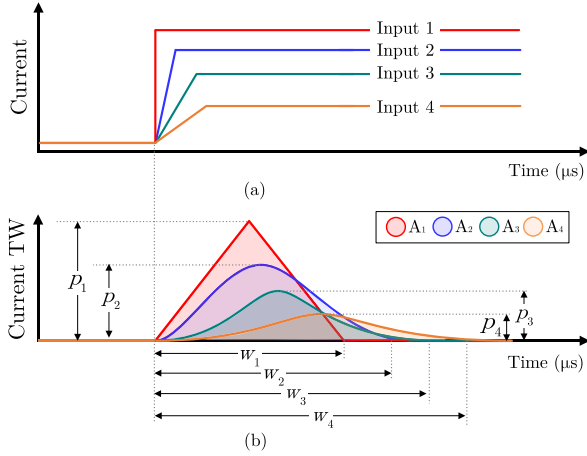 Current
Input 1
Input 2
Input 3
Input 4
Time (µs)
(a)
Current TW
A₁ A₂ A₃ A₄
p₁
p₂
p₃
p₄
Time (µs)
w₁
w₂
w₃
w₄
(b)